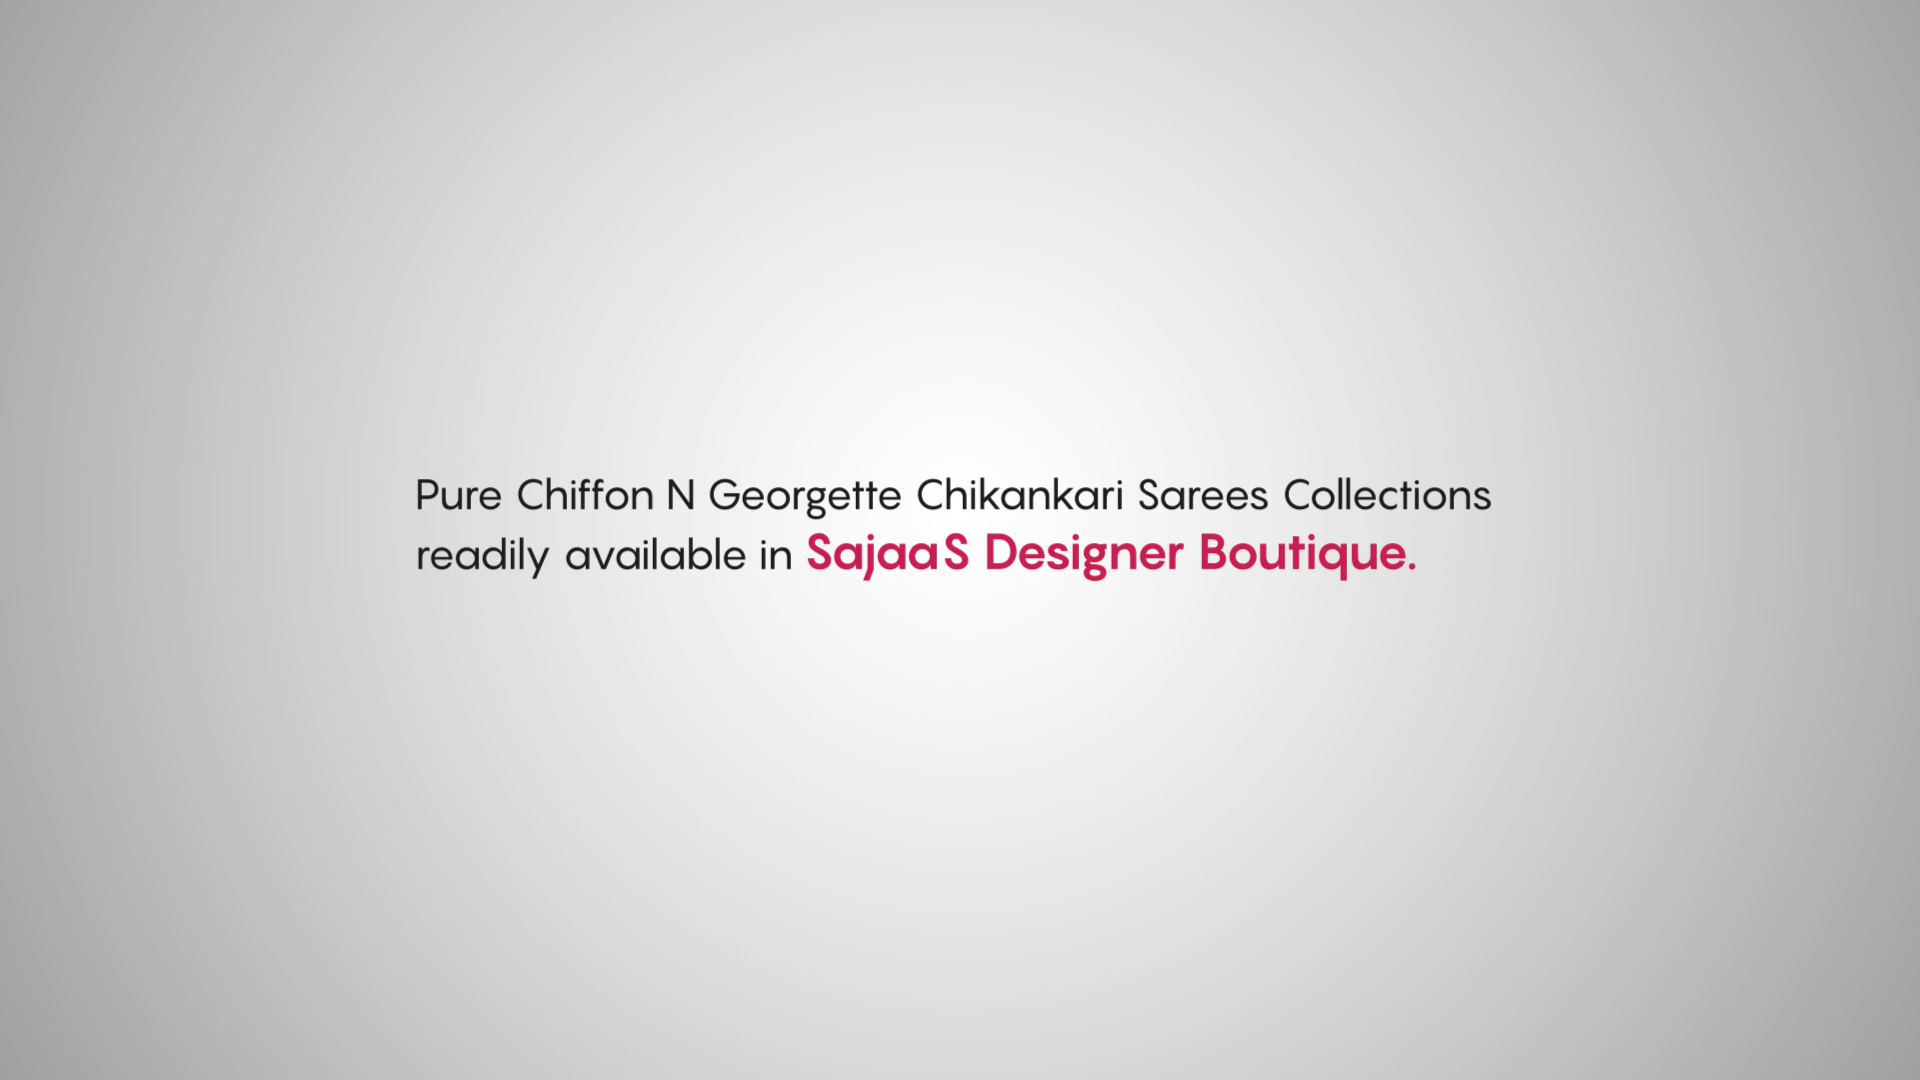 Pure Chiffon N Georgette Chikankari Sarees Collections
readily available in SajaaS Designer Boutique.